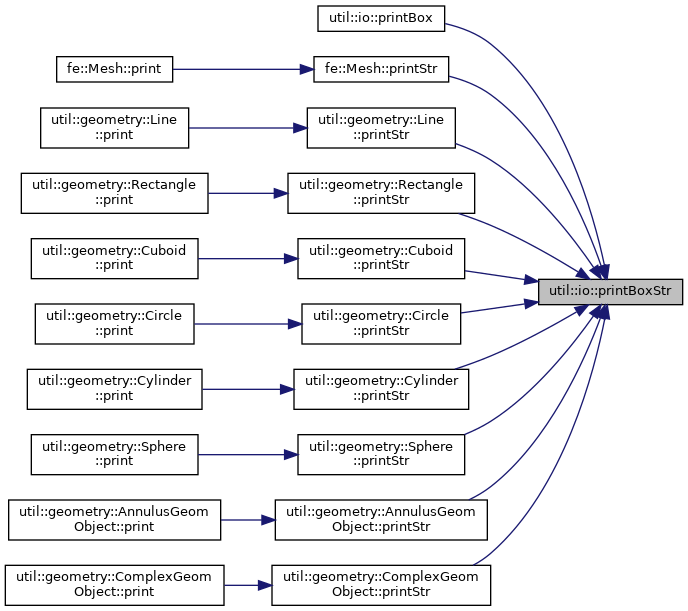 util::io::printBox
fe::Mesh::print
fe::Mesh::printStr
util::geometry::Line
::print
util::geometry::Line
::printStr
util::geometry::Rectangle
::print
util::geometry::Rectangle
::printStr
util::geometry::Cuboid
::print
util::geometry::Cuboid
::printStr
util::io::printBoxStr
util::geometry::Circle
::print
util::geometry::Circle
::printStr
util::geometry::Cylinder
::print
util::geometry::Cylinder
::printStr
util::geometry::Sphere
::print
util::geometry::Sphere
::printStr
util::geometry::AnnulusGeom
Object::print
util::geometry::AnnulusGeom
Object::printStr
util::geometry::ComplexGeom
Object::print
util::geometry::ComplexGeom
Object::printStr